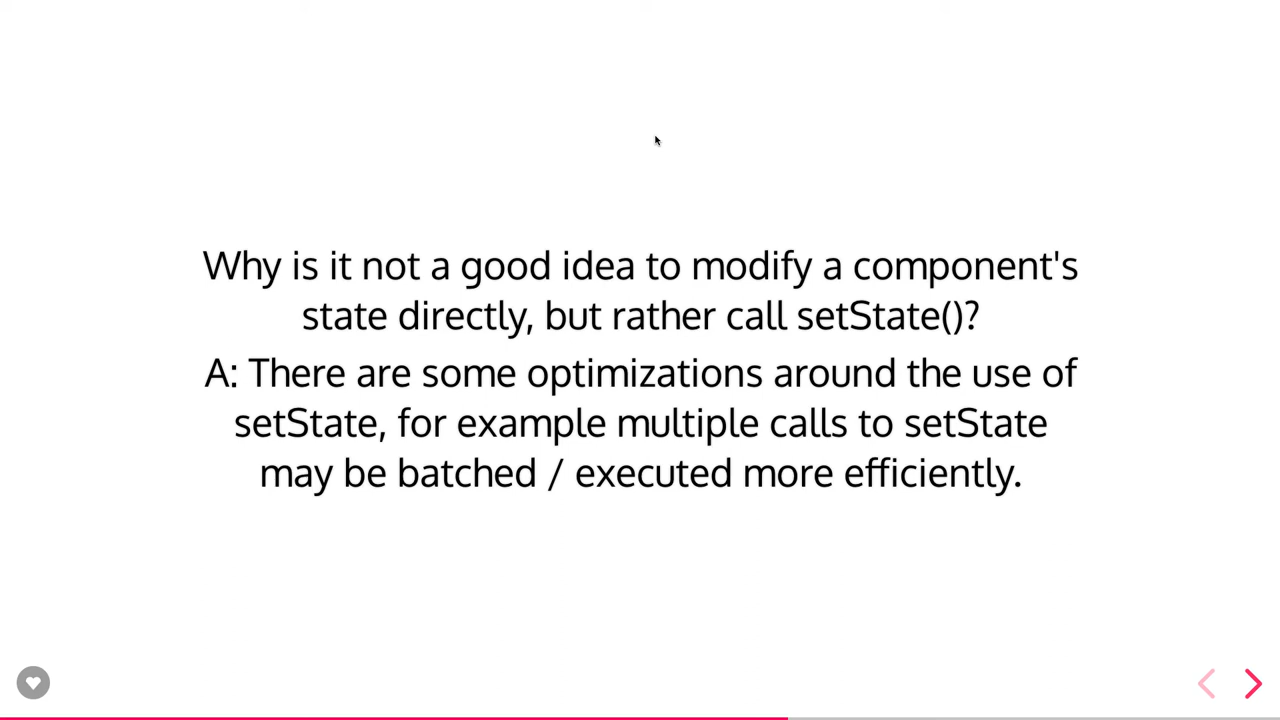 Why is it not a good idea to modify a component's
state directly, but rather call setState()?
A: There are some optimizations around the use of
setState, for example multiple calls to setState
may be batched / executed more efficiently.